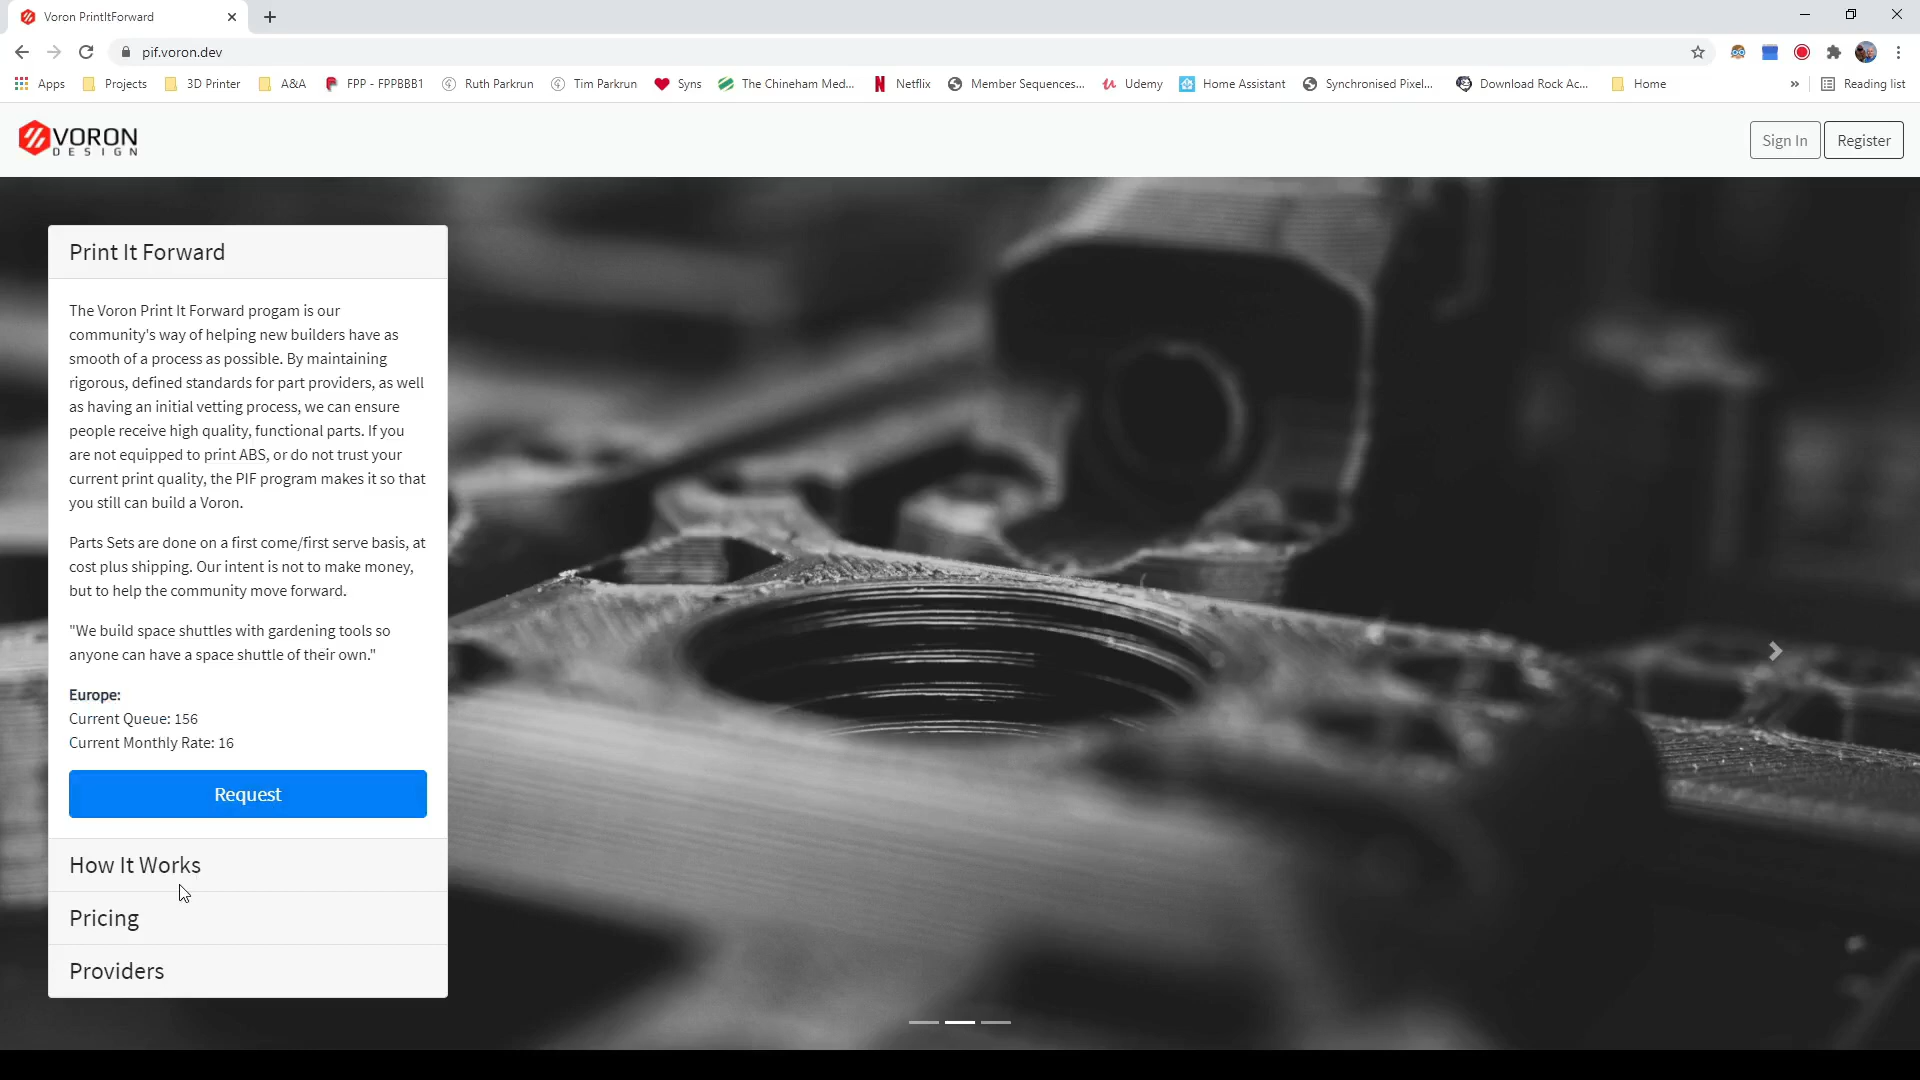 Voron PrintItForward
pif.voron.dev
Apps Projects 3D Printer A&A FPP - FPPBBB1 Ruth Parkrun Tim Parkrun Syns The Chineham Med... Netflix Member Sequences... Udemy Home Assistant Synchronised Pixel... Download Rock Ac... Home » Reading list
VORON
DESIGN
Sign In Register
Print It Forward
The Voron Print It Forward progam is our
community's way of helping new builders have as
smooth of a process as possible. By maintaining
rigorous, defined standards for part providers, as well
as having an initial vetting process, we can ensure
people receive high quality, functional parts. If you
are not equipped to print ABS, or do not trust your
current print quality, the PIF program makes it so that
you still can build a Voron.
Parts Sets are done on a first come/first serve basis, at
cost plus shipping. Our intent is not to make money,
but to help the community move forward.
"We build space shuttles with gardening tools so
anyone can have a space shuttle of their own."
Europe:
Current Queue: 156
Current Monthly Rate: 16
Request
How It Works
Pricing
Providers